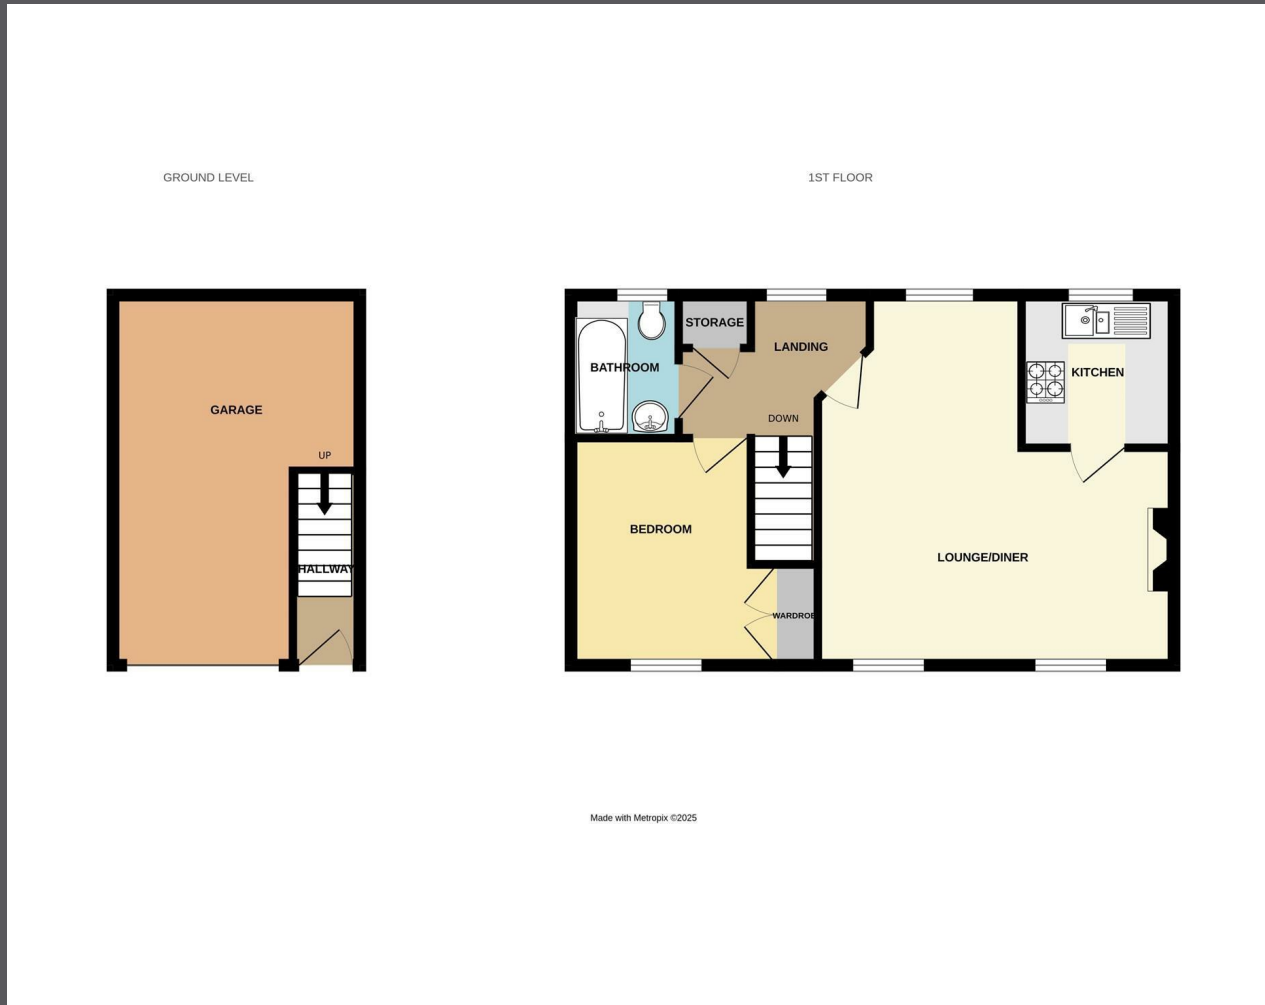 GROUND LEVEL
1ST FLOOR
STORAGE
LANDING
BATHROOM
KITCHEN
GARAGE
DOWN
UP
BEDROOM
LOUNGE/DINER
HALLWAY
WARDROB
Made with Metropix ©2025